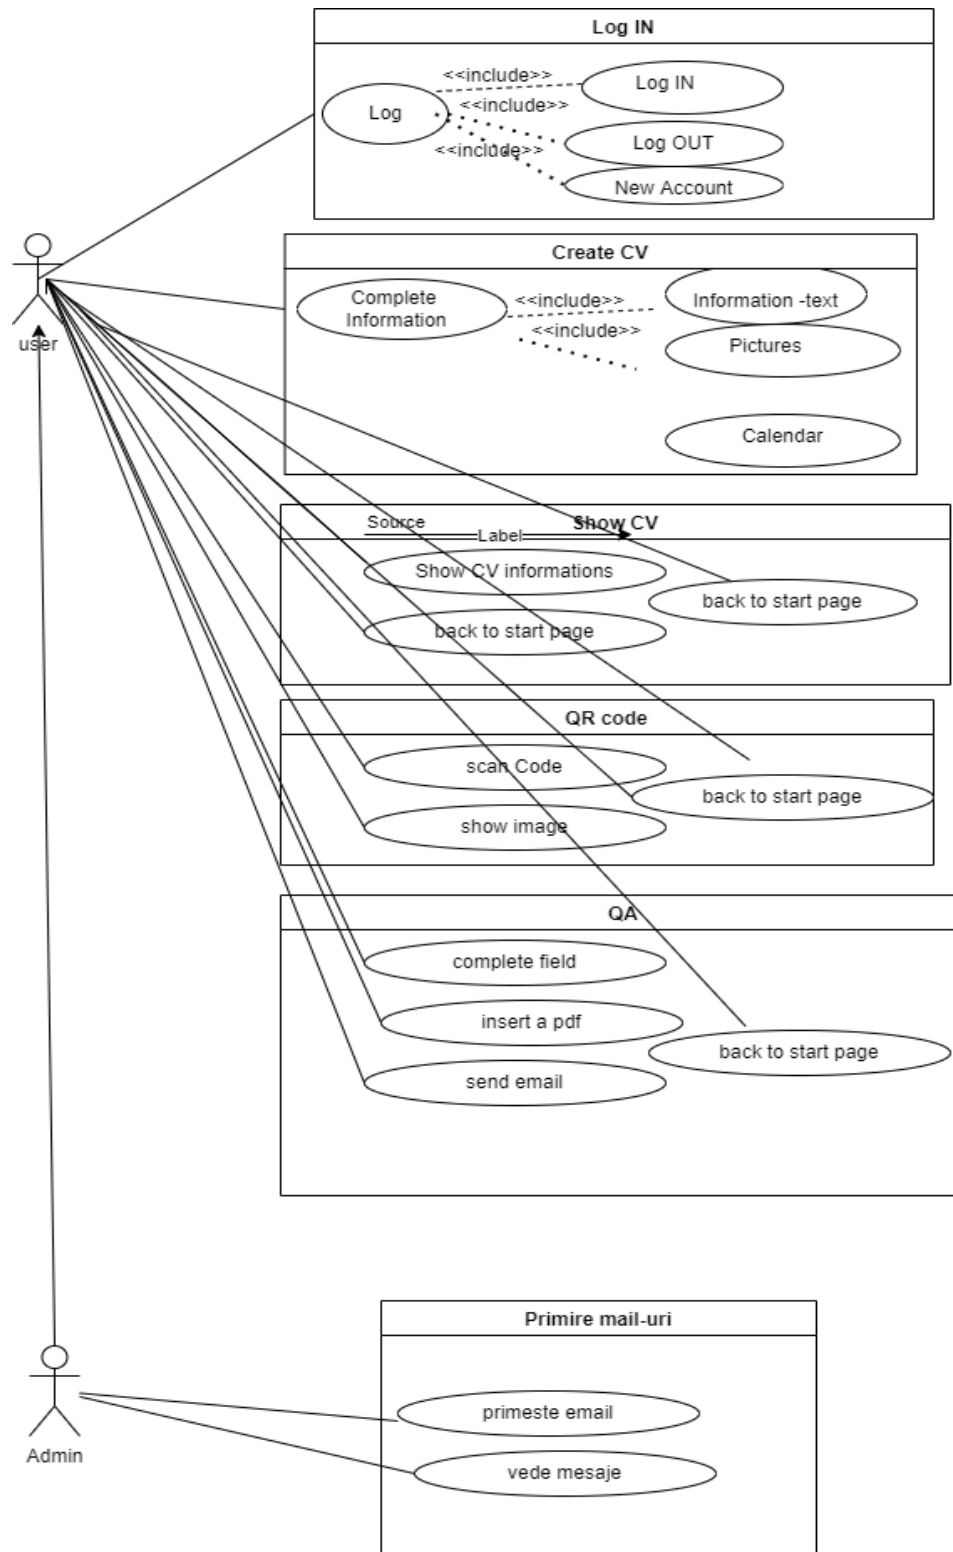 Log IN
<<include>>
Log IN
Log
<<include>>
Log OUT
<<include>>
New Account
Create CV
Complete
Information
<<include>>
Information -text
<<include>>
Pictures
Calendar
user
Show CV
Source
Label
Show CV informations
back to start page
back to start page
QR code
scan Code
back to start page
show image
QA
complete field
insert a pdf
back to start page
send email
Primire mail-uri
primeste email
vede mesaje
Admin